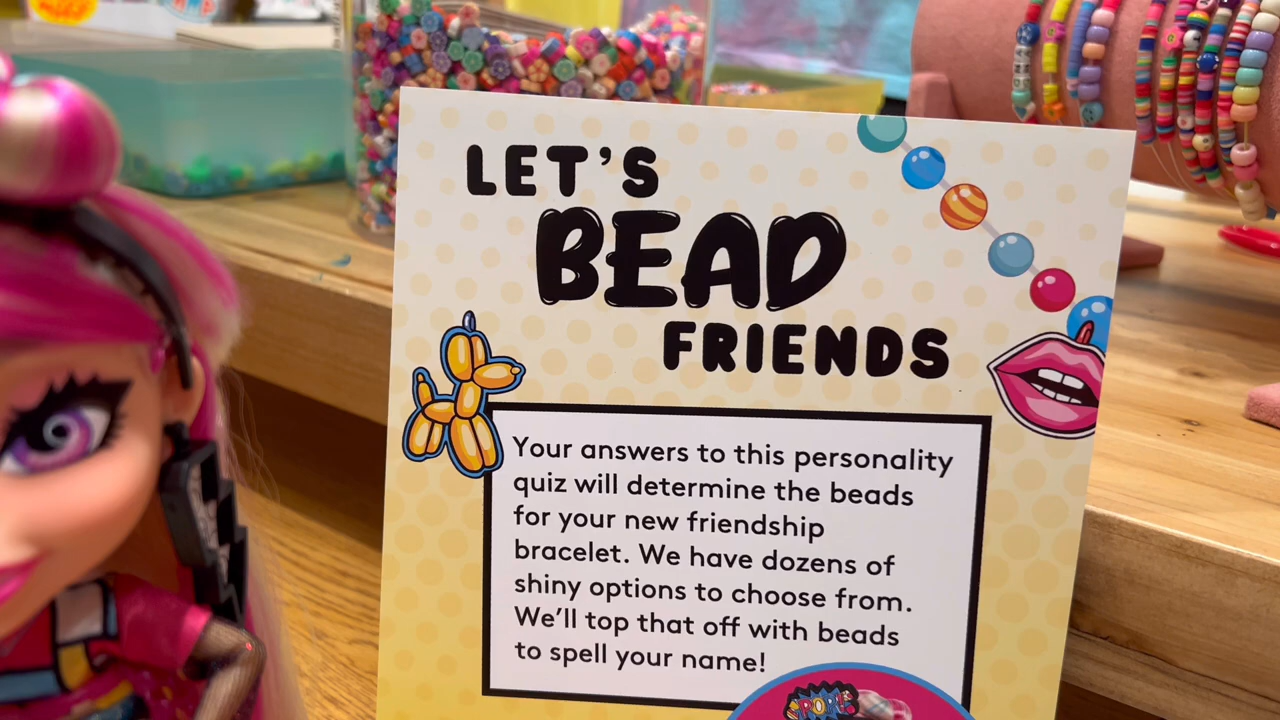 LET'S
BEAD
FRIENDS
Your answers to this personality
quiz will determine the beads
for your new friendship
bracelet. We have dozens of
shiny options to choose from.
We'll top that off with beads
to spell your name!
POP!